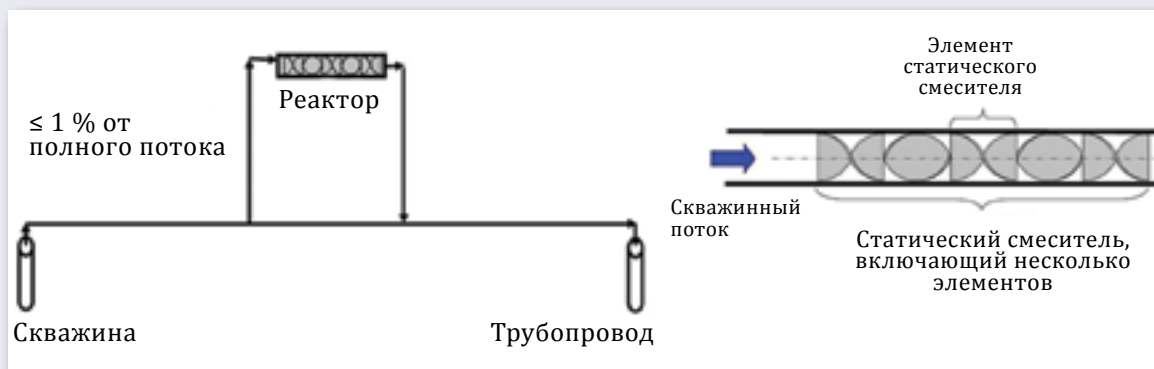 ≤ 1 % от
полного потока
Реактор
Скважина
Трубопровод
Элемент
статического
смесителя
Скважинный
поток
Статический смеситель,
включающий несколько
элементов